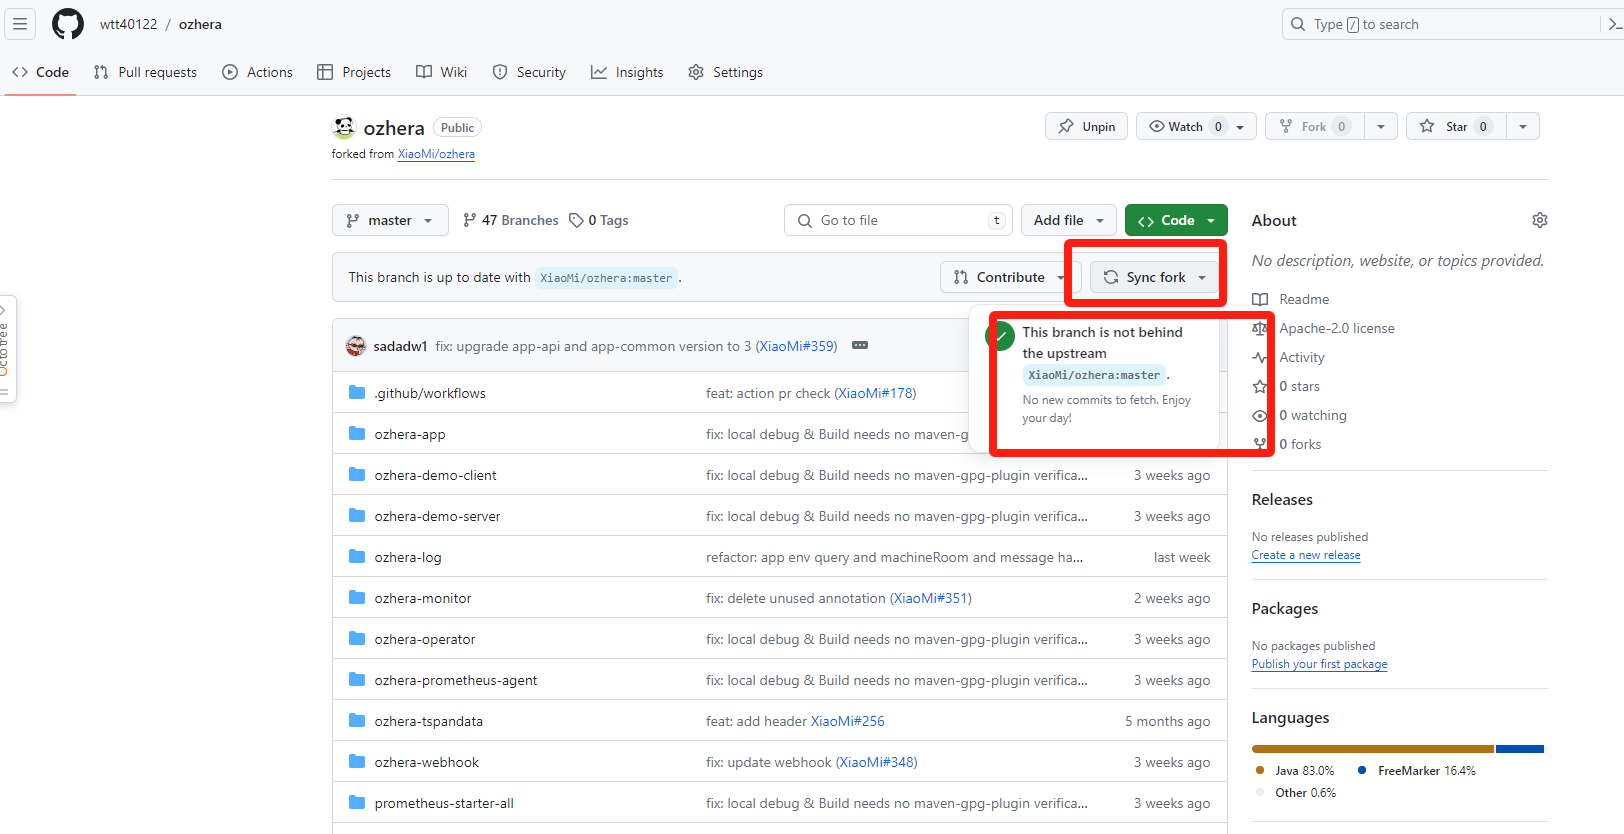 wtt40122 / ozhera
Type / to search
Code Pull requests Actions Projects Wiki Security Insights Settings
ozhera Public
Unpin Watch 0 Fork 0 Star 0
forked from XiaoMi/ozhera
master 47 Branches 0 Tags Go to file t Add file Code
This branch is up to date with XiaoMi/ozhera:master .
Contribute Sync fork
This branch is not behind
the upstream
XiaoMi/ozhera:master .
No new commits to fetch. Enjoy
your day!
Octotree
sadadw1 fix: upgrade app-api and app-common version to 3 (XiaoMi#359)
.github/workflows feat: action pr check (XiaoMi#178)
ozhera-app fix: local debug & Build needs no maven-g
ozhera-demo-client fix: local debug & Build needs no maven-gpg-plugin verifica... 3 weeks ago
ozhera-demo-server fix: local debug & Build needs no maven-gpg-plugin verifica... 3 weeks ago
ozhera-log refactor: app env query and machineRoom and message ha... last week
ozhera-monitor fix: delete unused annotation (XiaoMi#351) 2 weeks ago
ozhera-operator fix: local debug & Build needs no maven-gpg-plugin verifica... 3 weeks ago
ozhera-prometheus-agent fix: local debug & Build needs no maven-gpg-plugin verifica... 3 weeks ago
ozhera-tspandata feat: add header XiaoMi#256 5 months ago
ozhera-webhook fix: update webhook (XiaoMi#348) 3 weeks ago
prometheus-starter-all fix: local debug & Build needs no maven-gpg-plugin verifica... 3 weeks ago
About
No description, website, or topics provided.
Readme
Apache-2.0 license
Activity
0 stars
0 watching
0 forks
Releases
No releases published
Create a new release
Packages
No packages published
Publish your first package
Languages
Java 83.0% FreeMarker 16.4%
Other 0.6%